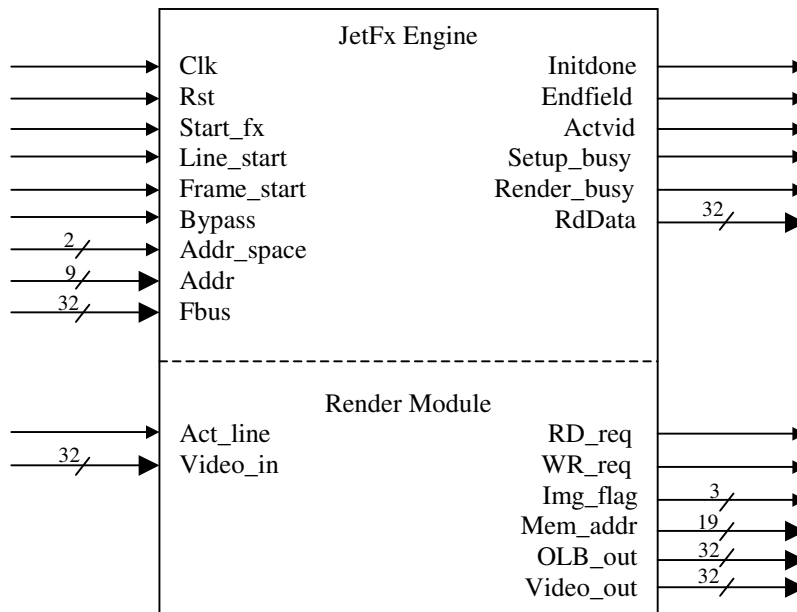 JetFx Engine
Clk
Initdone
Rst
Endfield
Start_fx
Actvid
Line_start
Setup_busy
Frame_start
Render_busy
Bypass
RdData
32
2
Addr_space
9
Addr
32
Fbus
Render Module
Act_line
RD_req
32
Video_in
WR_req
Img_flag
3
Mem_addr
19
OLB_out
32
Video_out
32